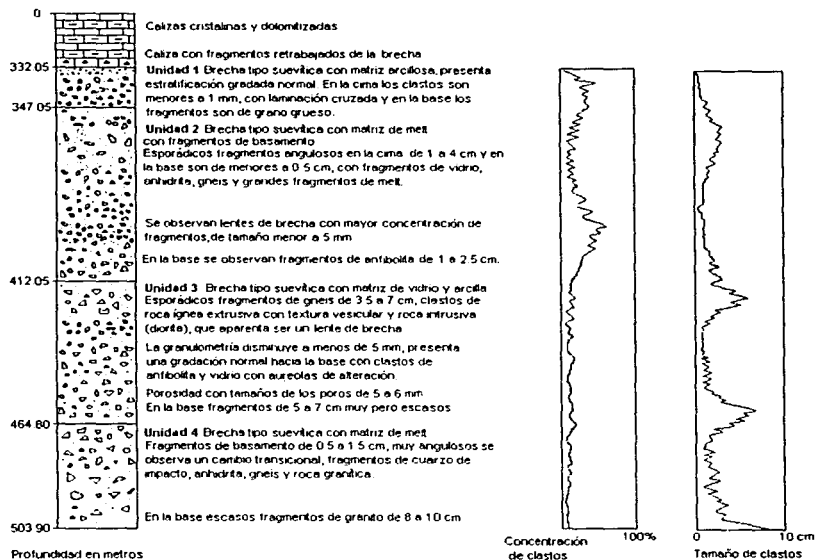 0
Calizas cristalinas y dolomitizadas
Caliza con fragmentos retrabajados de la brecha
332 05
Unidad 1 Brecha tipo suevítica con matriz arcillosa, presenta
estratificación gradada normal. En la cima los clastos son
menores a 1 mm, con laminación cruzada y en la base los
fragmentos son de grano grueso.
347 05
Unidad 2 Brecha tipo suevítica con matriz de melt
con fragmentos de basamento
Esporádicos fragmentos angulosos en la cima de 1 a 4 cm y en
la base son de menores a 0 5 cm, con fragmentos de vidrio,
anhidrita, gneis y grandes fragmentos de melt.
Se observan lentes de brecha con mayor concentración de
fragmentos, de tamaño menor a 5 mm
En la base se observan fragmentos de anfibolita de 1 a 2.5 cm.
412 05
Unidad 3 Brecha tipo suevítica con matriz de vidrio y arcilla
Esporádicos fragmentos de gneis de 3 5 a 7 cm, clastos de
roca ígnea extrusiva con textura vesicular y roca intrusiva
(diorita), que aparenta ser un lente de brecha
La granulometría disminuye a menos de 5 mm, presenta
una gradación normal hacia la base con clastos de
anfibolita y vidrio con aureolas de alteración.
Porosidad con tamaños de los poros de 5 a 6 mm
En la base fragmentos de 5 a 7 cm muy pero escasos
464 80
Unidad 4 Brecha tipo suevítica con matriz de melt
Fragmentos de basamento de 0 5 a 1 5 cm, muy angulosos se
observa un cambio transicional, fragmentos de cuarzo de
impacto, anhidrita, gneis y roca granítica.
En la base escasos fragmentos de granito de 8 a 10 cm
503 90
Profundidad en metros
100%
Concentración
de clastos
0
10 cm
Tamaño de clastos